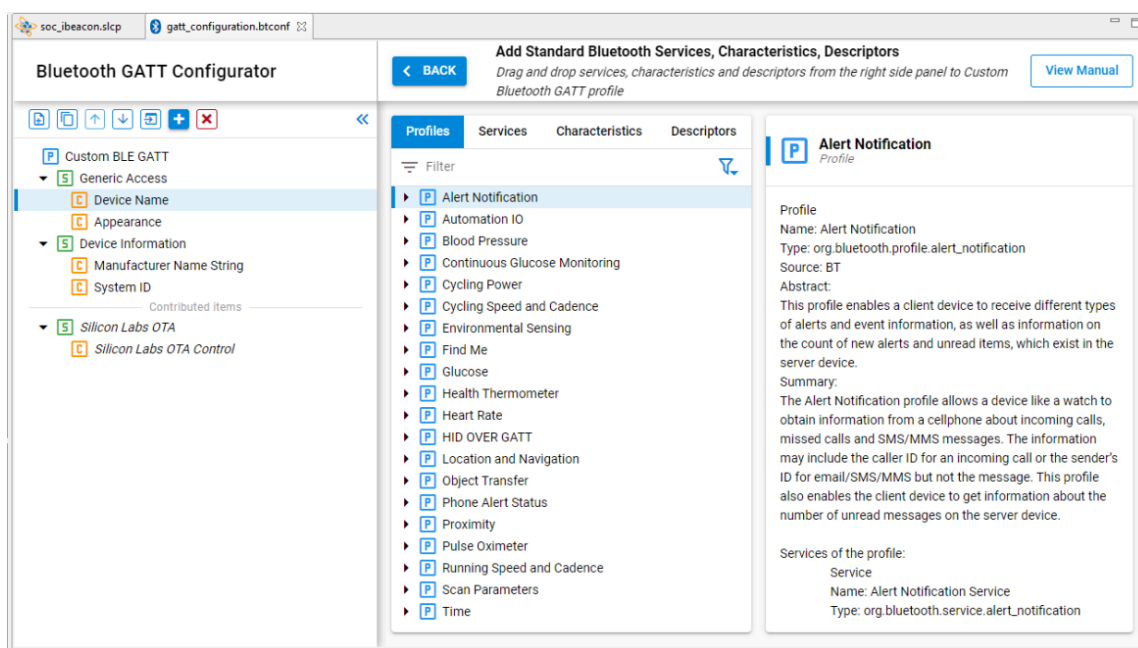 soc_ibeacon.slcp
gatt_configuration.btconf
Bluetooth GATT Configurator
BACK
Add Standard Bluetooth Services, Characteristics, Descriptors
Drag and drop services, characteristics and descriptors from the right side panel to Custom
Bluetooth GATT profile
View Manual
P Custom BLE GATT
S Generic Access
C Device Name
C Appearance
S Device Information
C Manufacturer Name String
C System ID
Contributed items
S Silicon Labs OTA
C Silicon Labs OTA Control
Profiles Services Characteristics Descriptors
Filter
P Alert Notification
P Automation IO
P Blood Pressure
P Continuous Glucose Monitoring
P Cycling Power
P Cycling Speed and Cadence
P Environmental Sensing
P Find Me
P Glucose
P Health Thermometer
P Heart Rate
P HID OVER GATT
P Location and Navigation
P Object Transfer
P Phone Alert Status
P Proximity
P Pulse Oximeter
P Running Speed and Cadence
P Scan Parameters
P Time
P Alert Notification
Profile
Profile
Name: Alert Notification
Type: org.bluetooth.profile.alert_notification
Source: BT
Abstract:
This profile enables a client device to receive different types
of alerts and event information, as well as information on
the count of new alerts and unread items, which exist in the
server device.
Summary:
The Alert Notification profile allows a device like a watch to
obtain information from a cellphone about incoming calls,
missed calls and SMS/MMS messages. The information
may include the caller ID for an incoming call or the sender's
ID for email/SMS/MMS but not the message. This profile
also enables the client device to get information about the
number of unread messages on the server device.
Services of the profile:
Service
Name: Alert Notification Service
Type: org.bluetooth.service.alert_notification